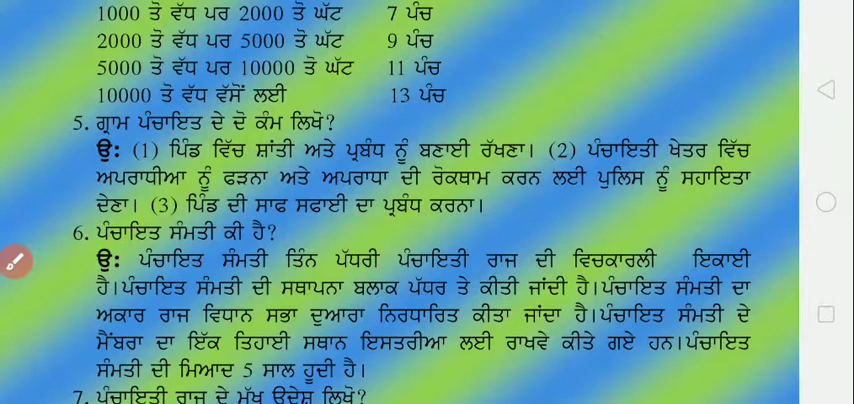 1000 ਤੋ ਵੱਧ ਪਰ 2000 ਤੋ ਘੱਟ 7 ਪੰਚ
2000 ਤੋ ਵੱਧ ਪਰ 5000 ਤੋ ਘੱਟ 9 ਪੰਚ
5000 ਤੋ ਵੱਧ ਪਰ 10000 ਤੋ ਘੱਟ 11 ਪੰਚ
10000 ਤੋ ਵੱਧ ਵੱਸੋਂ ਲਈ 13 ਪੰਚ
5. ਗ੍ਰਾਮ ਪੰਚਾਇਤ ਦੇ ਦੋ ਕੰਮ ਲਿਖੋ?
ਉ: (1) ਪਿੰਡ ਵਿੱਚ ਸ਼ਾਂਤੀ ਅਤੇ ਪ੍ਰਬੰਧ ਨੂੰ ਬਣਾਈ ਰੱਖਣਾ। (2) ਪੰਚਾਇਤੀ ਖੇਤਰ ਵਿੱਚ
ਅਪਰਾਧੀਆ ਨੂੰ ਫੜਨਾ ਅਤੇ ਅਪਰਾਧਾ ਦੀ ਰੋਕਥਾਮ ਕਰਨ ਲਈ ਪੁਲਿਸ ਨੂੰ ਸਹਾਇਤਾ
ਦੇਣਾ। (3) ਪਿੰਡ ਦੀ ਸਾਫ ਸਫਾਈ ਦਾ ਪ੍ਰਬੰਧ ਕਰਨਾ।
6. ਪੰਚਾਇਤ ਸੰਮਤੀ ਕੀ ਹੈ?
ਉ: ਪੰਚਾਇਤ ਸੰਮਤੀ ਤਿੰਨ ਪੱਧਰੀ ਪੰਚਾਇਤੀ ਰਾਜ ਦੀ ਵਿਚਕਾਰਲੀ ਇਕਾਈ
ਹੈ।ਪੰਚਾਇਤ ਸੰਮਤੀ ਦੀ ਸਥਾਪਨਾ ਬਲਾਕ ਪੱਧਰ ਤੇ ਕੀਤੀ ਜਾਂਦੀ ਹੈ।ਪੰਚਾਇਤ ਸੰਮਤੀ ਦਾ
ਅਕਾਰ ਰਾਜ ਵਿਧਾਨ ਸਭਾ ਦੁਆਰਾ ਨਿਰਧਾਰਿਤ ਕੀਤਾ ਜਾਂਦਾ ਹੈ।ਪੰਚਾਇਤ ਸੰਮਤੀ ਦੇ
ਮੈਂਬਰਾ ਦਾ ਇੱਕ ਤਿਹਾਈ ਸਥਾਨ ਇਸਤਰੀਆ ਲਈ ਰਾਖਵੇ ਕੀਤੇ ਗਏ ਹਨ।ਪੰਚਾਇਤ
ਸੰਮਤੀ ਦੀ ਮਿਆਦ 5 ਸਾਲ ਹੁਦੀ ਹੈ।
7. ਪੰਚਾਇਤੀ ਰਾਜ ਦੇ ਮੁੱਖ ਉਦੇਸ਼ ਲਿਖੋ?